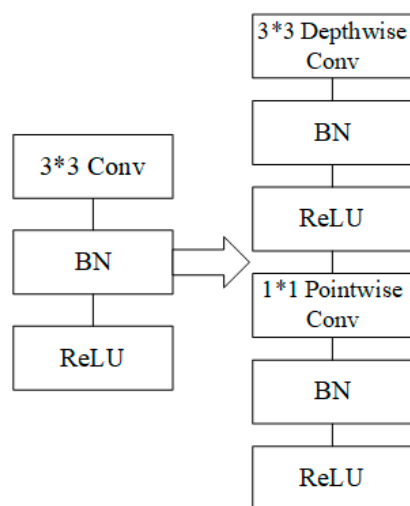 3*3 Conv
BN
ReLU
3*3 Depthwise
Conv
BN
ReLU
1*1 Pointwise
Conv
BN
ReLU